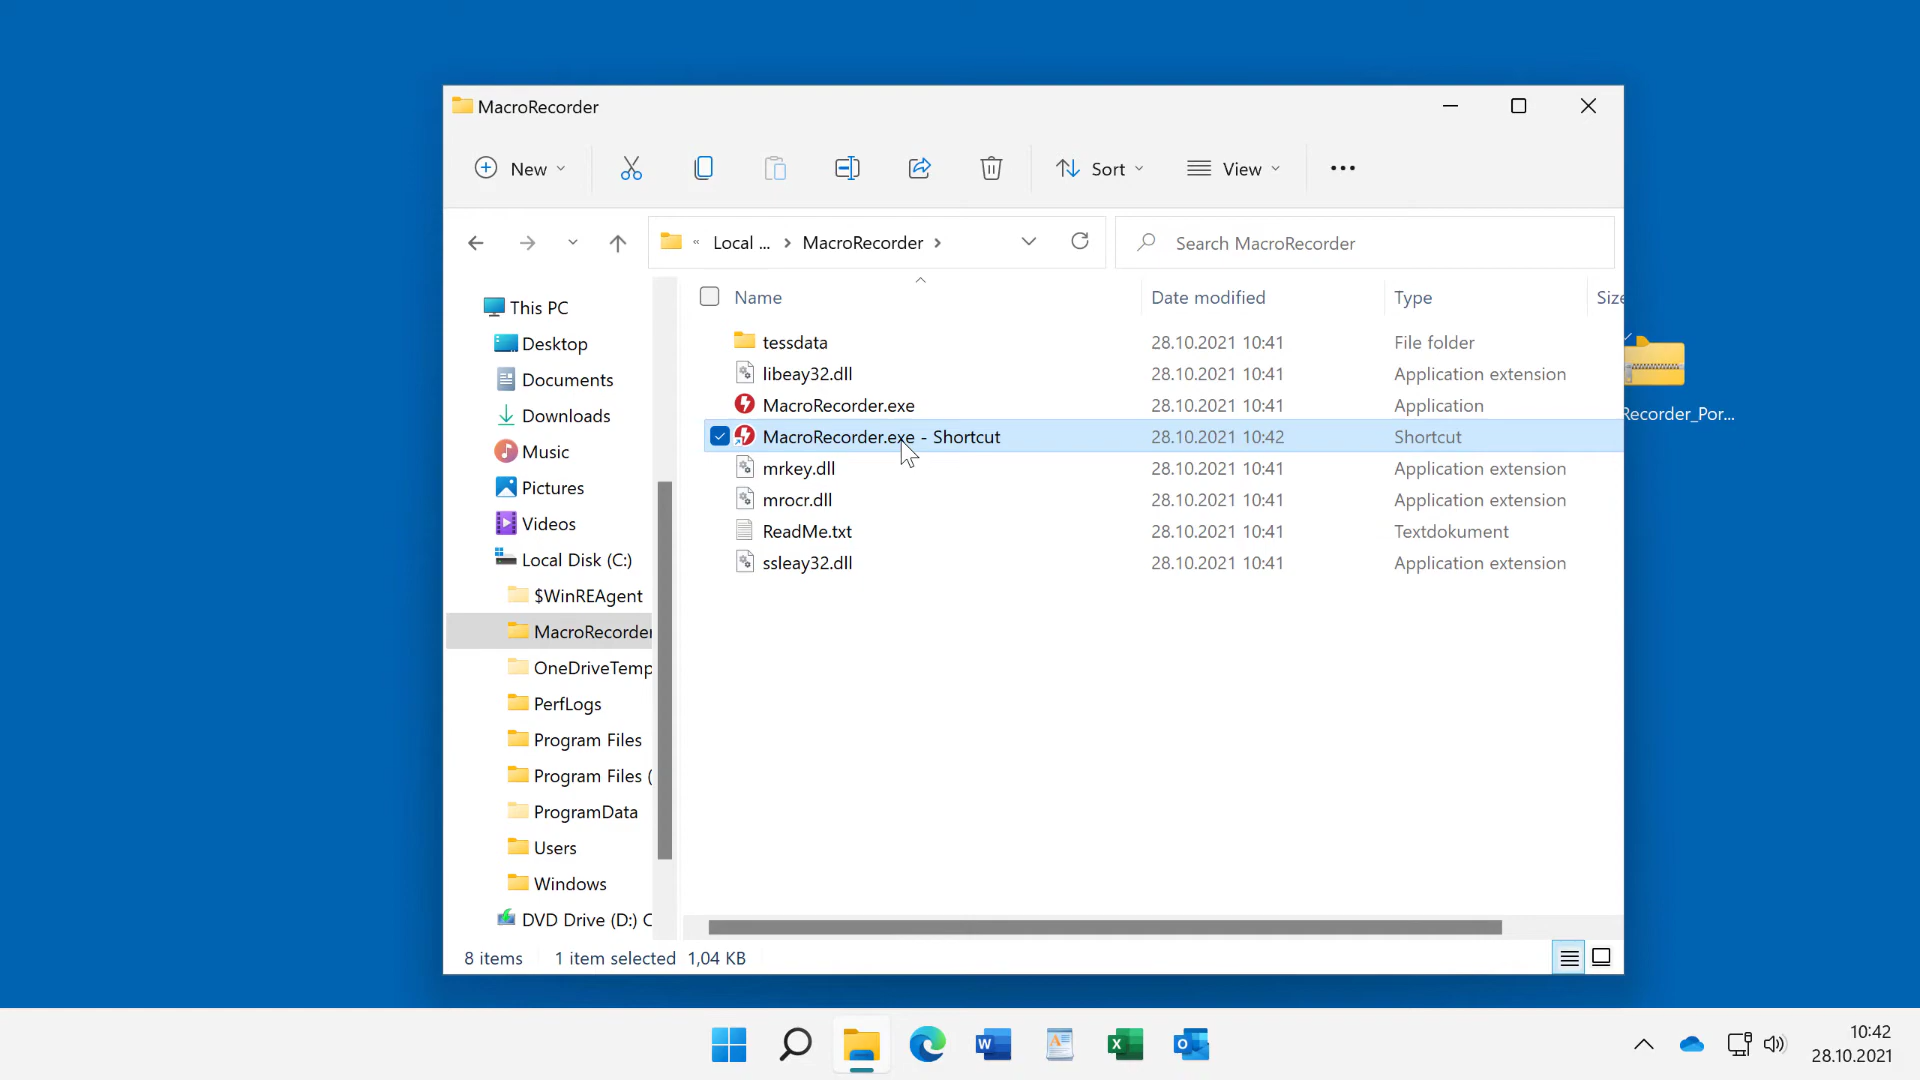 MacroRecorder
New
Sort
View
« Local ... > MacroRecorder >
Search MacroRecorder
Name Date modified Type Size
tessdata 28.10.2021 10:41 File folder
libeay32.dll 28.10.2021 10:41 Application extension
MacroRecorder.exe 28.10.2021 10:41 Application
MacroRecorder.exe - Shortcut 28.10.2021 10:42 Shortcut
mrkey.dll 28.10.2021 10:41 Application extension
mrocr.dll 28.10.2021 10:41 Application extension
ReadMe.txt 28.10.2021 10:41 Textdokument
ssleay32.dll 28.10.2021 10:41 Application extension
This PC
Desktop
Documents
Downloads
Music
Pictures
Videos
Local Disk (C:)
$WinREAgent
MacroRecorder
OneDriveTemp
PerfLogs
Program Files
Program Files (
ProgramData
Users
Windows
DVD Drive (D:) C
8 items 1 item selected 1,04 KB
Recorder_Por...
10:42
28.10.2021